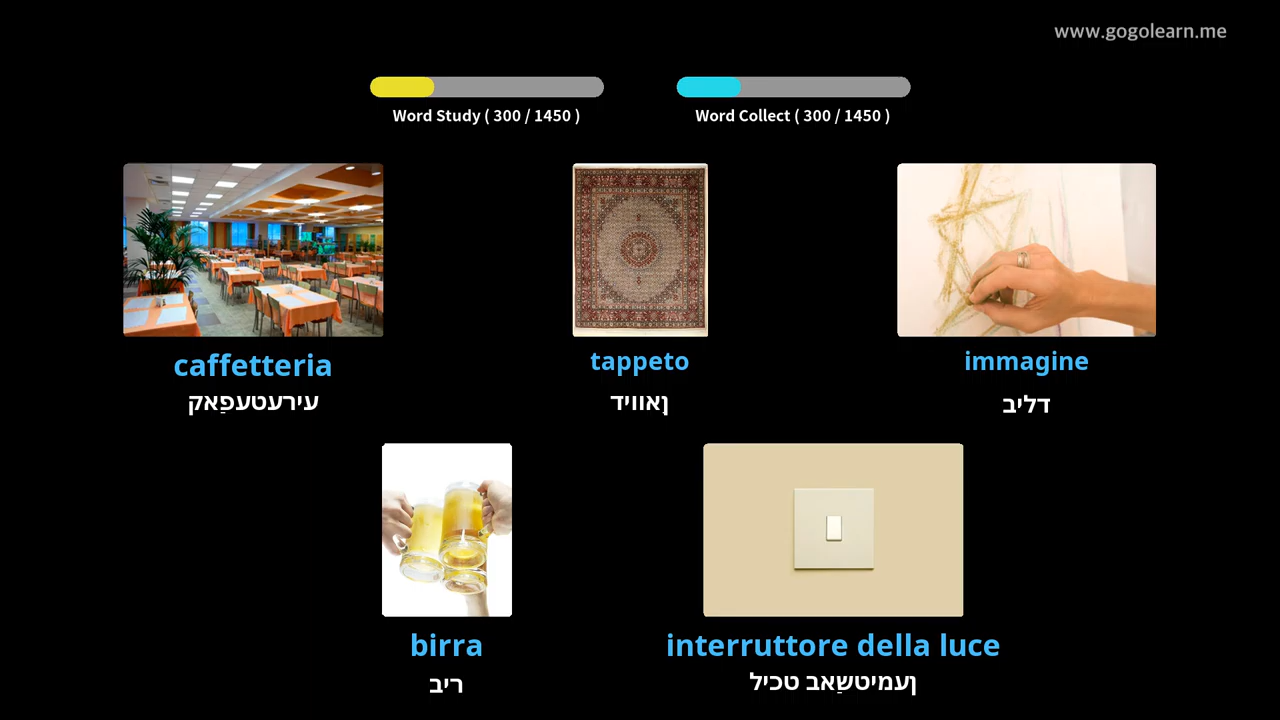 www.gogolearn.me
Word Study ( 300 / 1450 )
Word Collect ( 300 / 1450 )
caffetteria
עירעטעפַאק
tappeto
ןָאוויד
immagine
דליב
birra
ריב
interruttore della luce
ןעמיטשַאב טכיל